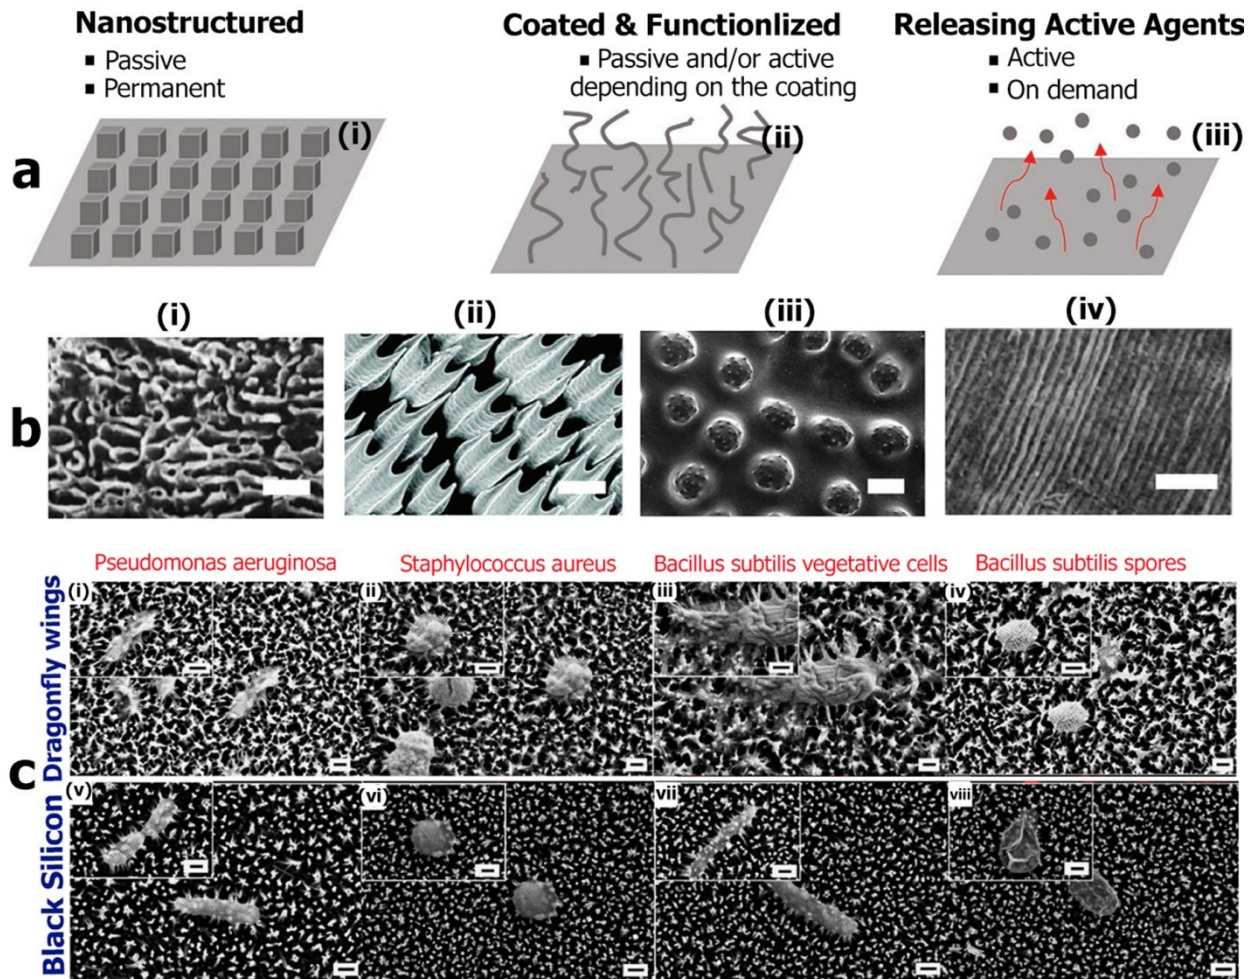 Nanostructured
▪ Passive
▪ Permanent
(i)
Coated & Functionlized
▪ Passive and/or active
depending on the coating
(ii)
Releasing Active Agents
▪ Active
▪ On demand
(iii)
a
(i)
(ii)
(iii)
(iv)
b
Pseudomonas aeruginosa
Staphylococcus aureus
Bacillus subtilis vegetative cells
Bacillus subtilis spores
c
Dragonfly wings
(i)
(ii)
(iii)
(iv)
Black Silicon
(v)
(vi)
vii
viii